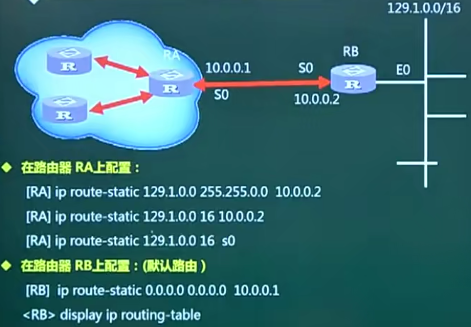 129.1.0.0/16
R
RA
R
R
10.0.0.1
S0
S0
10.0.0.2
RB
R
E0
在路由器 RA上配置：
[RA] ip route-static 129.1.0.0 255.255.0.0 10.0.0.2
[RA] ip route-static 129.1.0.0 16 10.0.0.2
[RA] ip route-static 129.1.0.0 16 s0
在路由器 RB上配置：(默认路由）
[RB] ip route-static 0.0.0.0 0.0.0.0 10.0.0.1
<RB> display ip routing-table